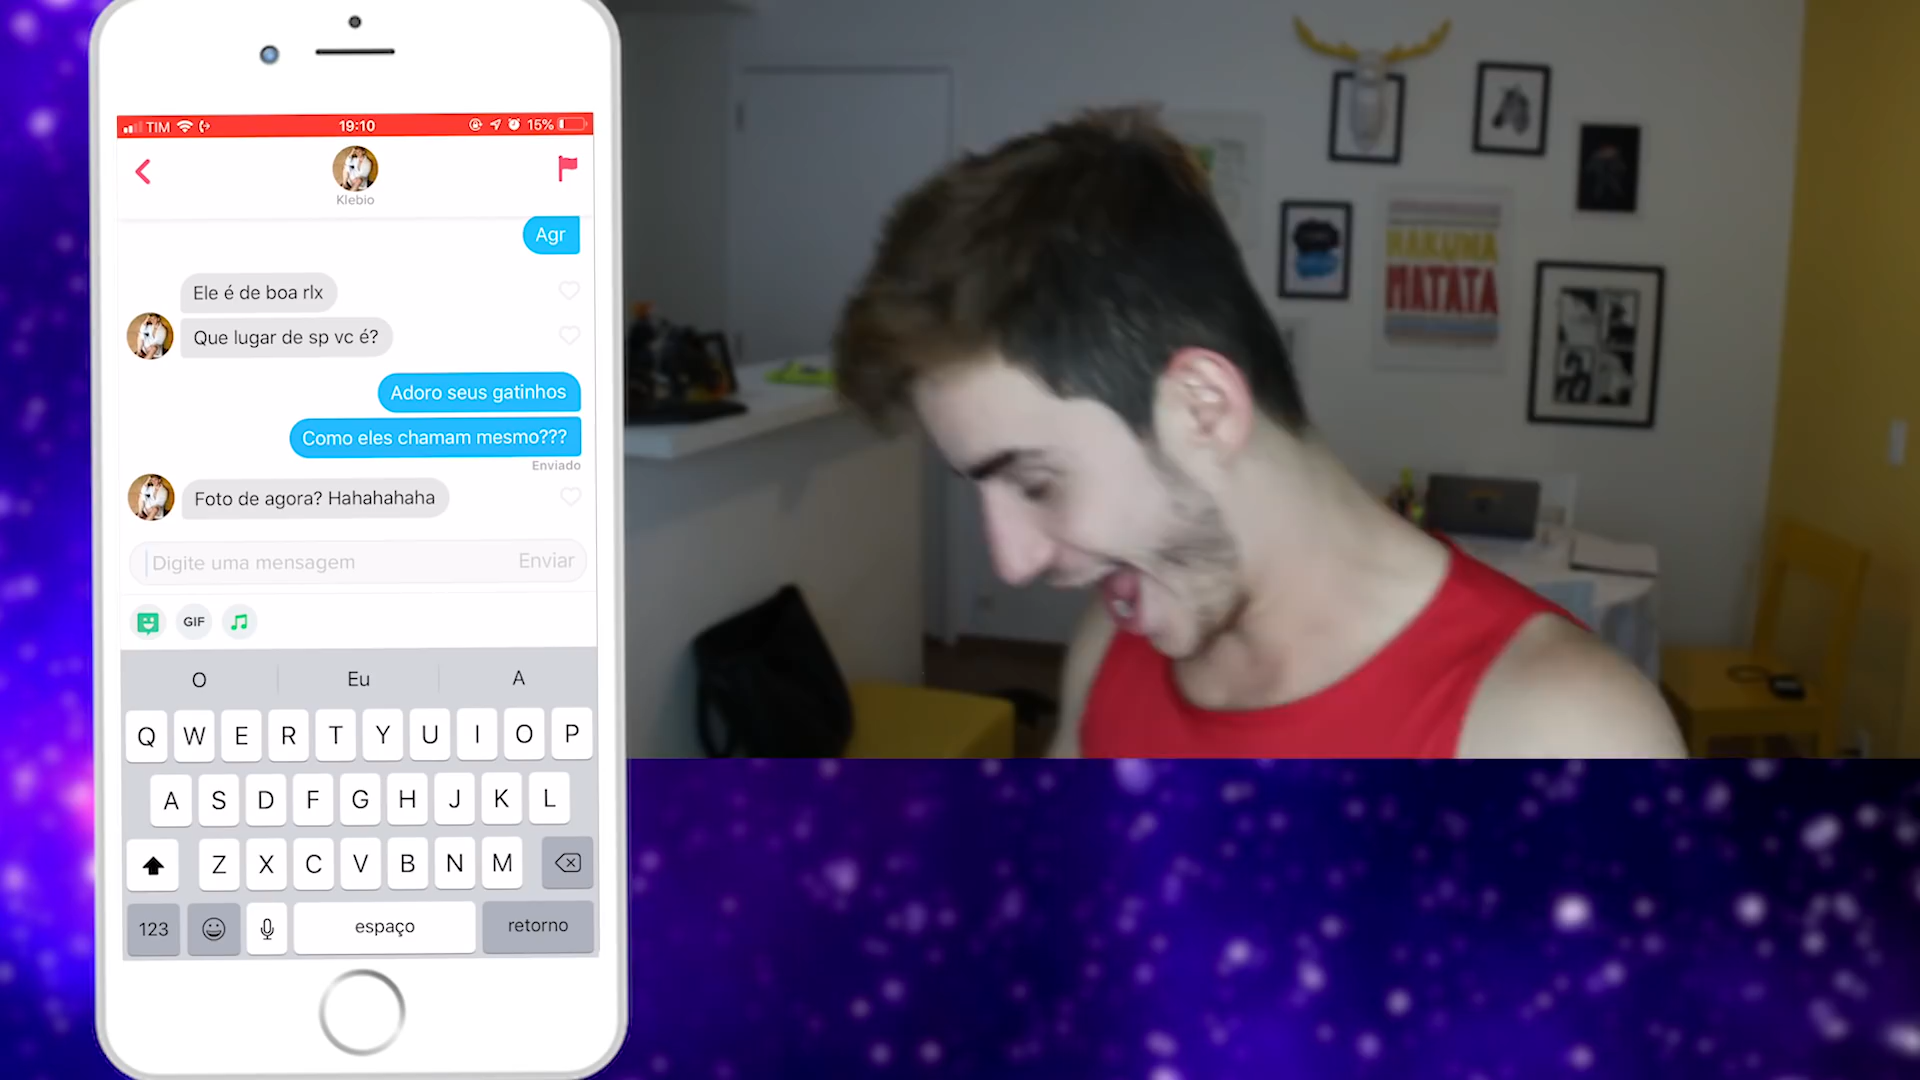 TIM
19:10
15%
Klebio
Agr
Ele é de boa rlx
Que lugar de sp vc é?
Adoro seus gatinhos
Como eles chamam mesmo???
Enviado
Foto de agora? Hahahahaha
Digite uma mensagem
Enviar
GIF
O
Eu
A
Q W E R T Y U I O P
A S D F G H J K L
Z X C V B N M
123
espaço
retorno
HAKUNA
MATATA